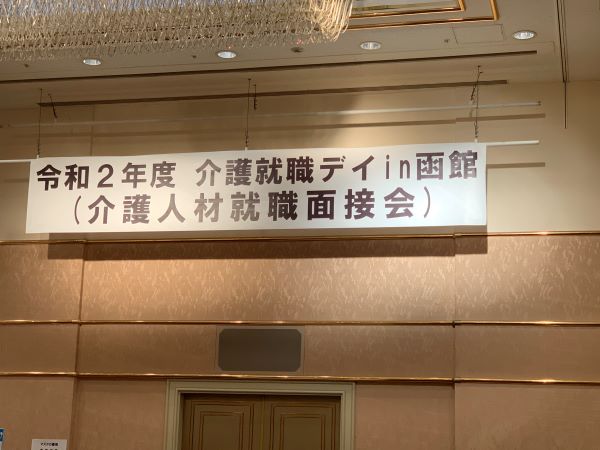 令和２年度 介護就職デイin函館
（介護人材就職面接会）